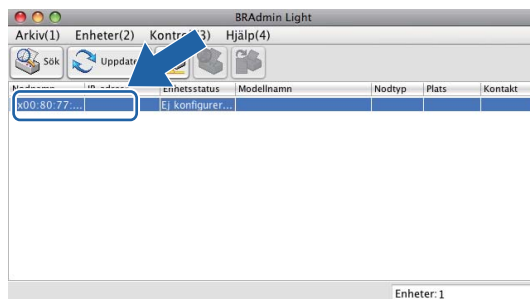 BRAdmin Light
Arkiv(1) Enheter(2) Hjälp(4)
Sök Uppdate
Enhetsstatus Modellnamn Nodtyp Plats Kontakt
x00:80:77:... Ej konfigurer...
Enheter:1